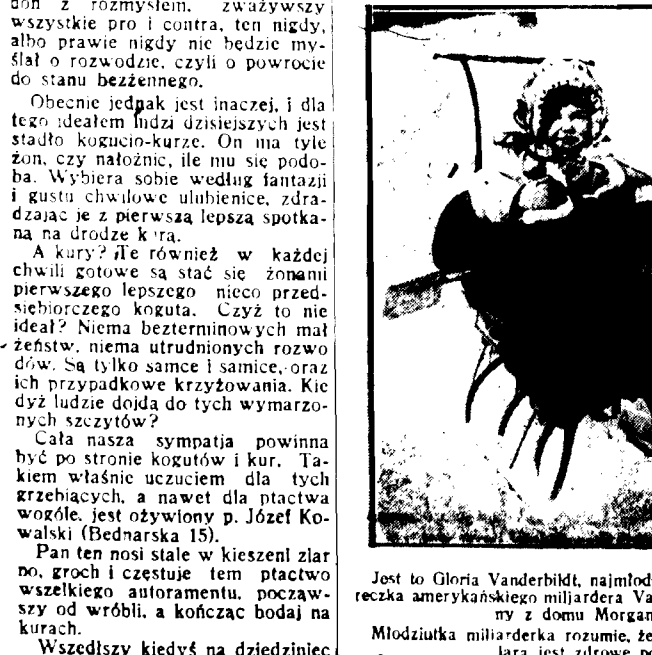 don z rozmysłem, zważywszy
wszystkie pro i contra, ten nigdy,
albo prawie nigdy nie będzie my-
ślał o rozwodzie, czyli o powrocie
do stanu bezżennego.
Obecnie jednak jest inaczej, i dla
tego ideałem ludzi dzisiejszych jest
stadło kogucio-kurze. On ma tyle
żon, czy nałożnic, ile mu się podo-
ba. Wybiera sobie według fantazji
i gustu chwilowe ulubienice, zdra-
dzając je z pierwszą lepszą spotka-
ną na drodze kurą.
A kury? Te również w każdej
chwili gotowe są stać się żonami
pierwszego lepszego nieco przed-
siębiorczego koguta. Czyż to nie
ideał? Niema bezterminowych mał
żeństw, niema utrudnionych rozwo
dów. Są tylko samce i samice, oraz
ich przypadkowe krzyżowania. Kie
dyż ludzie dojdą do tych wymarzo-
nych szczytów?
Cała nasza sympatja powinna
być po stronie kogutów i kur. Ta-
kiem właśnie uczuciem dla tych
grzebiących, a nawet dla ptactwa
wogóle, jest ożywiony p. Józef Ko-
walski (Bednarska 15).
Pan ten nosi stale w kieszeni ziar
no, groch i częstuje tem ptactwo
wszelkiego autoramentu, począw-
szy od wróbli, a kończąc bodaj na
kurach.
Wszedłszy kiedyś na dziedziniec
Jest to Gloria Vanderbildt, najmłod
reczka amerykańskiego miljardera Va
ny z domu Morgan
Młodziutka miliarderka rozumie, że
lara jest zdrowe po